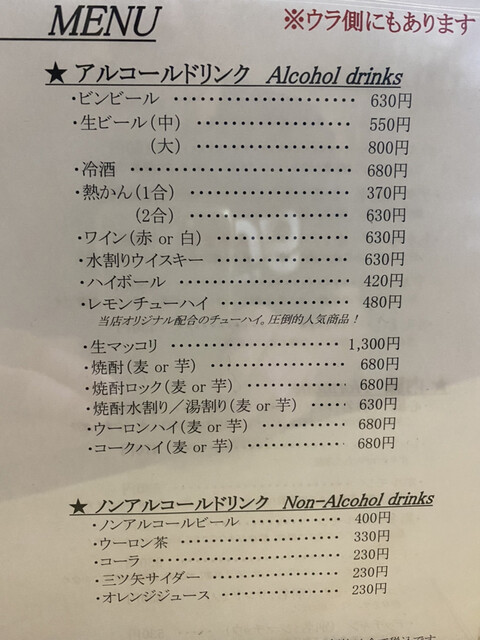 MENU ※ウラ側にもあります
★ アルコールドリンク Alcohol drinks
・ビンビール ………………… 630円
・生ビール（中） ………………… 550円
（大） ………………… 800円
・冷酒 ………………… 680円
・熱かん（1合） ………………… 370円
（2合） ………………… 630円
・ワイン（赤 or 白） ………………… 630円
・水割りウイスキー ………………… 630円
・ハイボール ………………… 420円
・レモンチューハイ ………………… 480円
当店オリジナル配合のチューハイ。圧倒的人気商品！
・生マッコリ ………………… 1,300円
・焼酎（麦 or 芋） ………………… 680円
・焼酎ロック（麦 or 芋） ………………… 680円
・焼酎水割り／湯割り（麦 or 芋） ………… 630円
・ウーロンハイ（麦 or 芋） ………………… 680円
・コークハイ（麦 or 芋） ………………… 680円
★ ノンアルコールドリンク Non-Alcohol drinks
・ノンアルコールビール ………………… 400円
・ウーロン茶 ………………… 330円
・コーラ ………………… 230円
・三ツ矢サイダー ………………… 230円
・オレンジジュース ………………… 230円